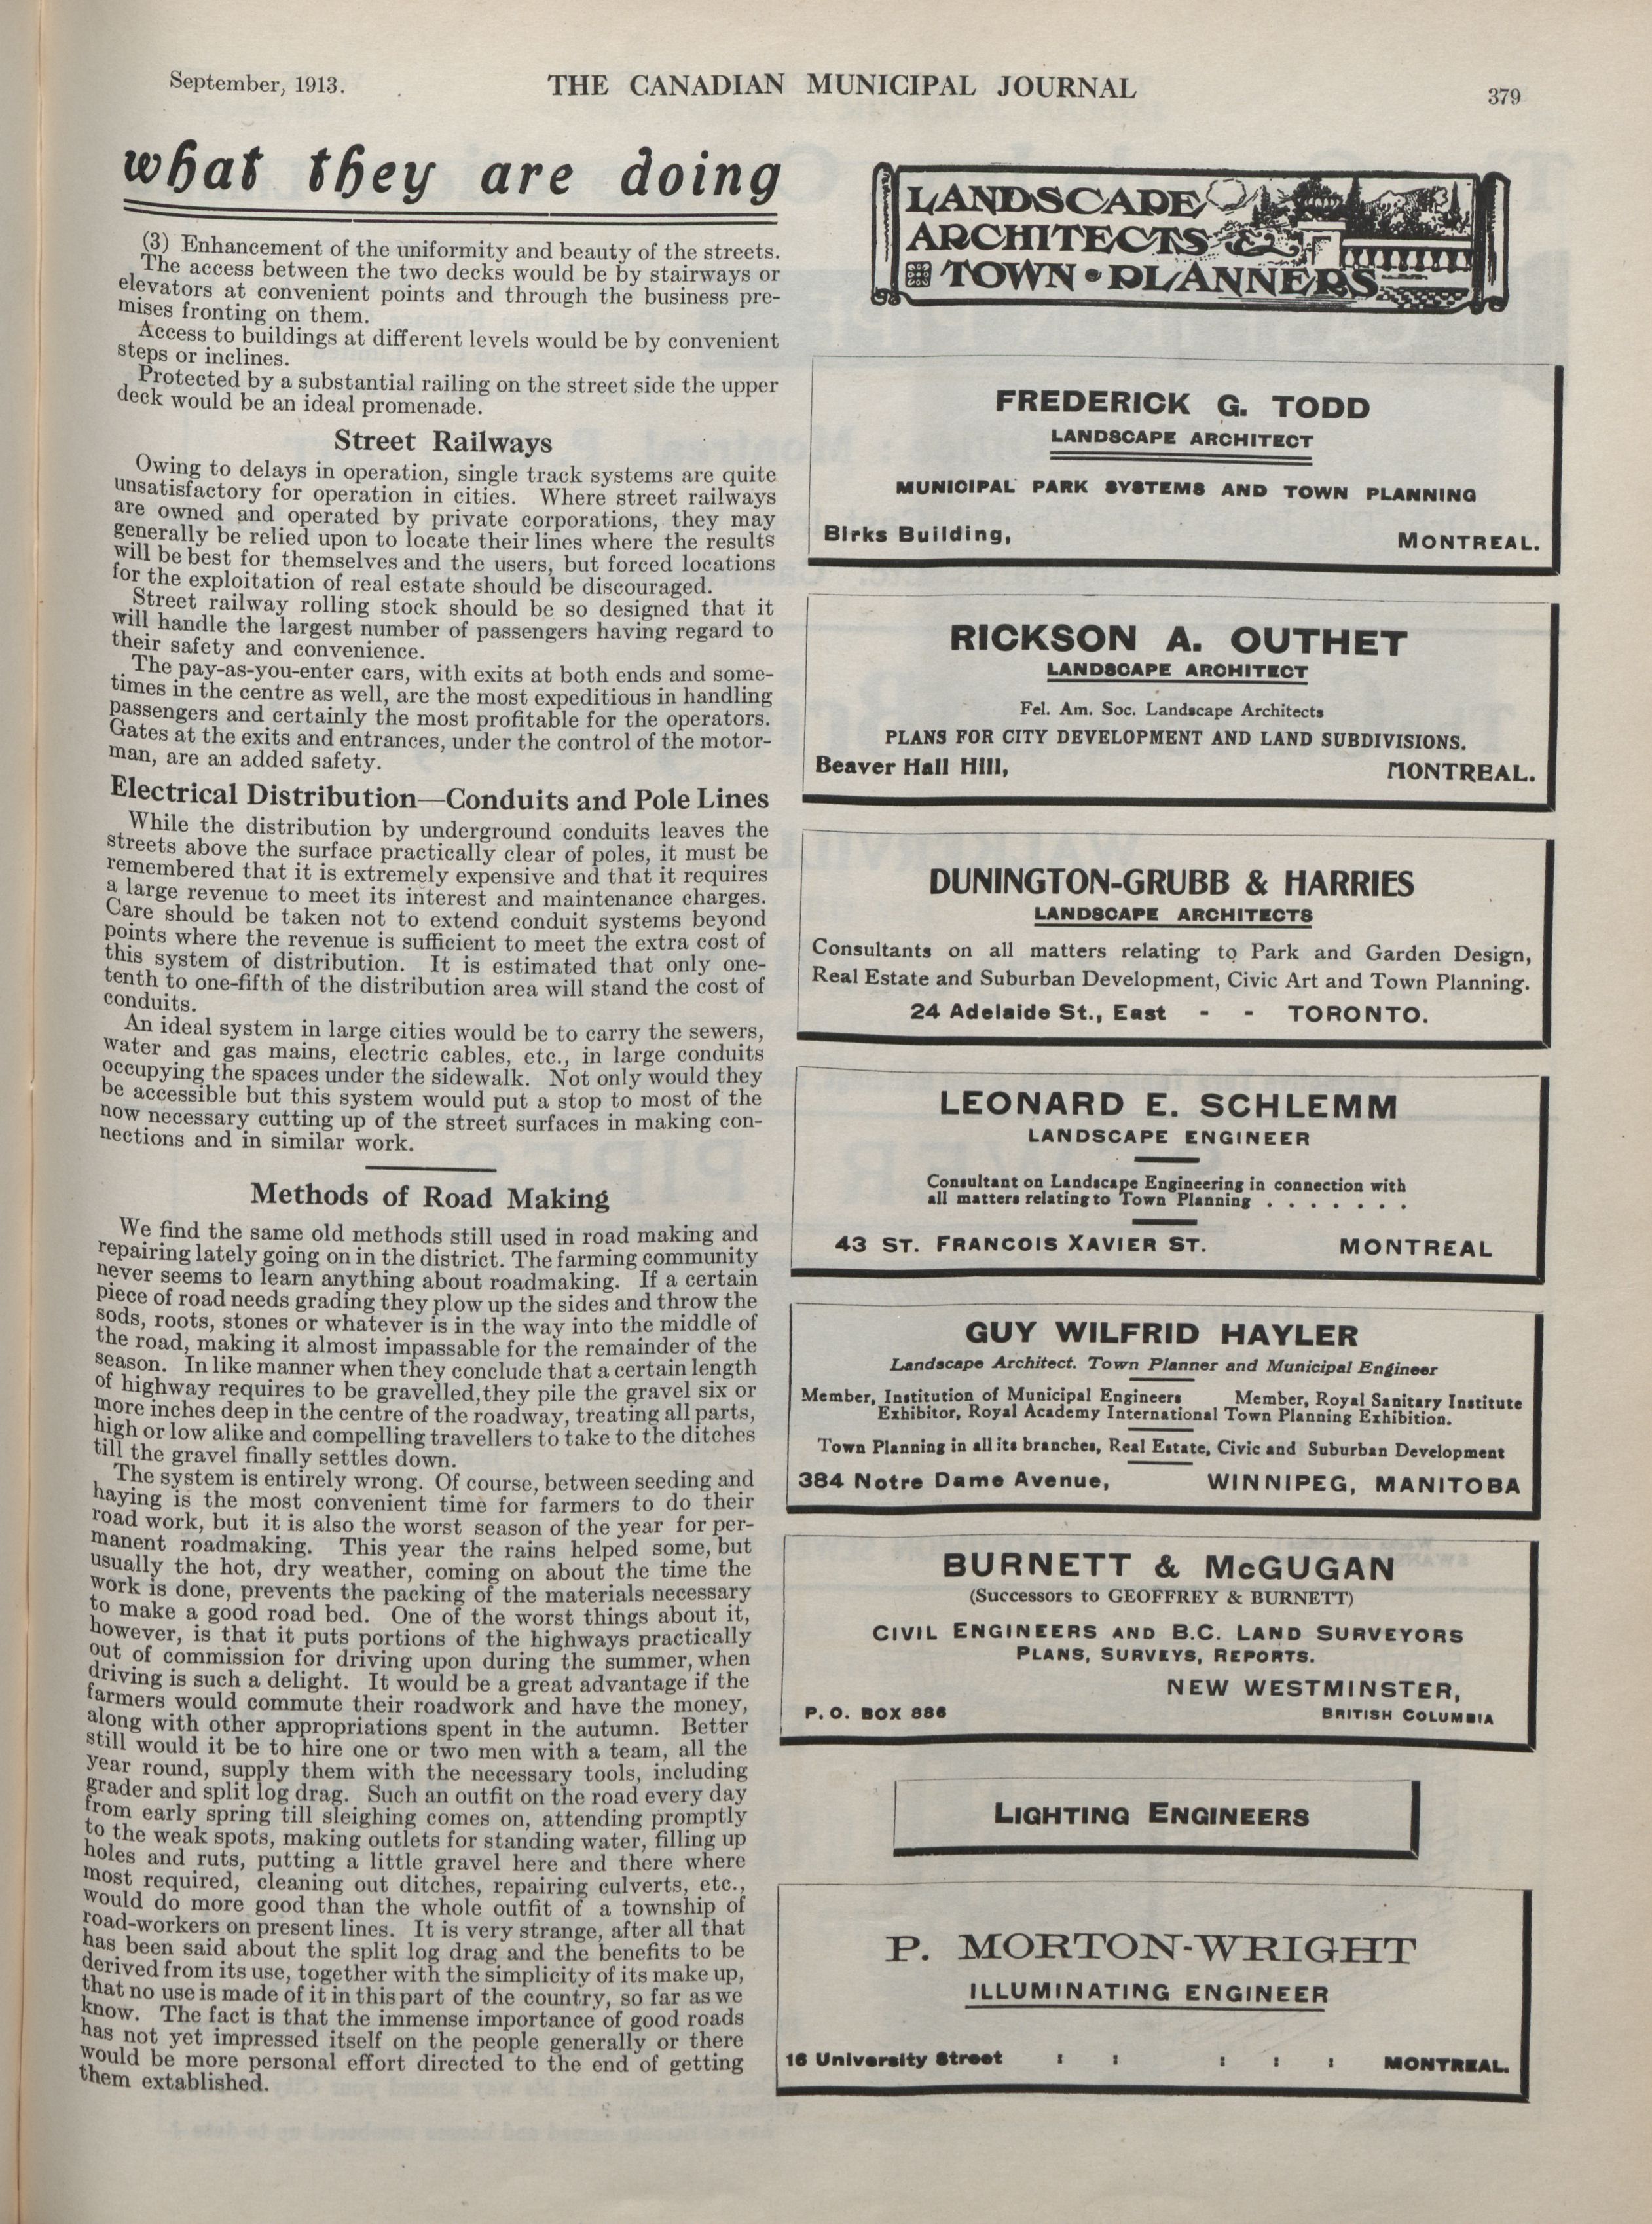 September, 1913.
THE CANADIAN MUNICIPAL JOURNAL
379
what they are doing
(3) Enhancement of the uniformity and beauty of the streets.
The access between the two decks would be by stairways or
elevators at convenient points and through the business pre-
mises fronting on them.
Access to buildings at different levels would be by convenient
steps or inclines.
Protected by a substantial railing on the street side the upper
deck would be an ideal promenade.
Street Railways
Owing to delays in operation, single track systems are quite
unsatisfactory for operation in cities. Where street railways
are owned and operated by private corporations, they may
generally be relied upon to locate their lines where the results
will be best for themselves and the users, but forced locations
for the exploitation of real estate should be discouraged.
Street railway rolling stock should be so designed that it
will handle the largest number of passengers having regard to
their safety and convenience.
The pay-as-you-enter cars, with exits at both ends and some-
times in the centre as well, are the most expeditious in handling
passengers and certainly the most profitable for the operators.
Gates at the exits and entrances, under the control of the motor-
man, are an added safety.
Electrical Distribution—Conduits and Pole Lines
While the distribution by underground conduits leaves the
streets above the surface practically clear of poles, it must be
remembered that it is extremely expensive and that it requires
a large revenue to meet its interest and maintenance charges.
Care should be taken not to extend conduit systems beyond
points where the revenue is sufficient to meet the extra cost of
this system of distribution. It is estimated that only one-
tenth to one-fifth of the distribution area will stand the cost of
conduits.
An ideal system in large cities would be to carry the sewers,
water and gas mains, electric cables, etc., in large conduits
occupying the spaces under the sidewalk. Not only would they
be accessible but this system would put a stop to most of the
now necessary cutting up of the street surfaces in making con-
nections and in similar work.
Methods of Road Making
We find the same old methods still used in road making and
repairing lately going on in the district. The farming community
never seems to learn anything about roadmaking. If a certain
piece of road needs grading they plow up the sides and throw the
sods, roots, stones or whatever is in the way into the middle of
the road, making it almost impassable for the remainder of the
season. In like manner when they conclude that a certain length
of highway requires to be gravelled, they pile the gravel six or
more inches deep in the centre of the roadway, treating all parts,
high or low alike and compelling travellers to take to the ditches
till the gravel finally settles down.
The system is entirely wrong. Of course, between seeding and
haying is the most convenient time for farmers to do their
road work, but it is also the worst season of the year for per-
manent roadmaking. This year the rains helped some, but
usually the hot, dry weather, coming on about the time the
work is done, prevents the packing of the materials necessary
to make a good road bed. One of the worst things about it,
however, is that it puts portions of the highways practically
out of commission for driving upon during the summer, when
driving is such a delight. It would be a great advantage if the
farmers would commute their roadwork and have the money,
along with other appropriations spent in the autumn. Better
still would it be to hire one or two men with a team, all the
year round, supply them with the necessary tools, including
grader and split log drag. Such an outfit on the road every day
from early spring till sleighing comes on, attending promptly
to the weak spots, making outlets for standing water, filling up
holes and ruts, putting a little gravel here and there where
most required, cleaning out ditches, repairing culverts, etc.,
would do more good than the whole outfit of a township of
road-workers on present lines. It is very strange, after all that
has been said about the split log drag and the benefits to be
derived from its use, together with the simplicity of its make up,
that no use is made of it in this part of the country, so far as we
know. The fact is that the immense importance of good roads
has not yet impressed itself on the people generally or there
would be more personal effort directed to the end of getting
them extablished.
LANDSCAPE
ARCHITECTS &
TOWN • PLANNERS
FREDERICK G. TODD
LANDSCAPE ARCHITECT
MUNICIPAL PARK SYSTEMS AND TOWN PLANNING
Birks Building, MONTREAL.
RICKSON A. OUTHET
LANDSCAPE ARCHITECT
Fel. Am. Soc. Landscape Architects
PLANS FOR CITY DEVELOPMENT AND LAND SUBDIVISIONS.
Beaver Hall Hill, MONTREAL.
DUNINGTON-GRUBB & HARRIES
LANDSCAPE ARCHITECTS
Consultants on all matters relating to Park and Garden Design,
Real Estate and Suburban Development, Civic Art and Town Planning.
24 Adelaide St., East - - TORONTO.
LEONARD E. SCHLEMM
LANDSCAPE ENGINEER
Consultant on Landscape Engineering in connection with
all matters relating to Town Planning . . . . . . .
43 ST. FRANCOIS XAVIER ST. MONTREAL
GUY WILFRID HAYLER
Landscape Architect. Town Planner and Municipal Engineer
Member, Institution of Municipal Engineers Member, Royal Sanitary Institute
Exhibitor, Royal Academy International Town Planning Exhibition.
Town Planning in all its branches, Real Estate, Civic and Suburban Development
384 Notre Dame Avenue, WINNIPEG, MANITOBA
BURNETT & McGUGAN
(Successors to GEOFFREY & BURNETT)
CIVIL ENGINEERS AND B.C. LAND SURVEYORS
PLANS, SURVEYS, REPORTS.
NEW WESTMINSTER,
P. O. BOX 886 BRITISH COLUMBIA
LIGHTING ENGINEERS
P. MORTON-WRIGHT
ILLUMINATING ENGINEER
16 University Street : : : : : MONTREAL.